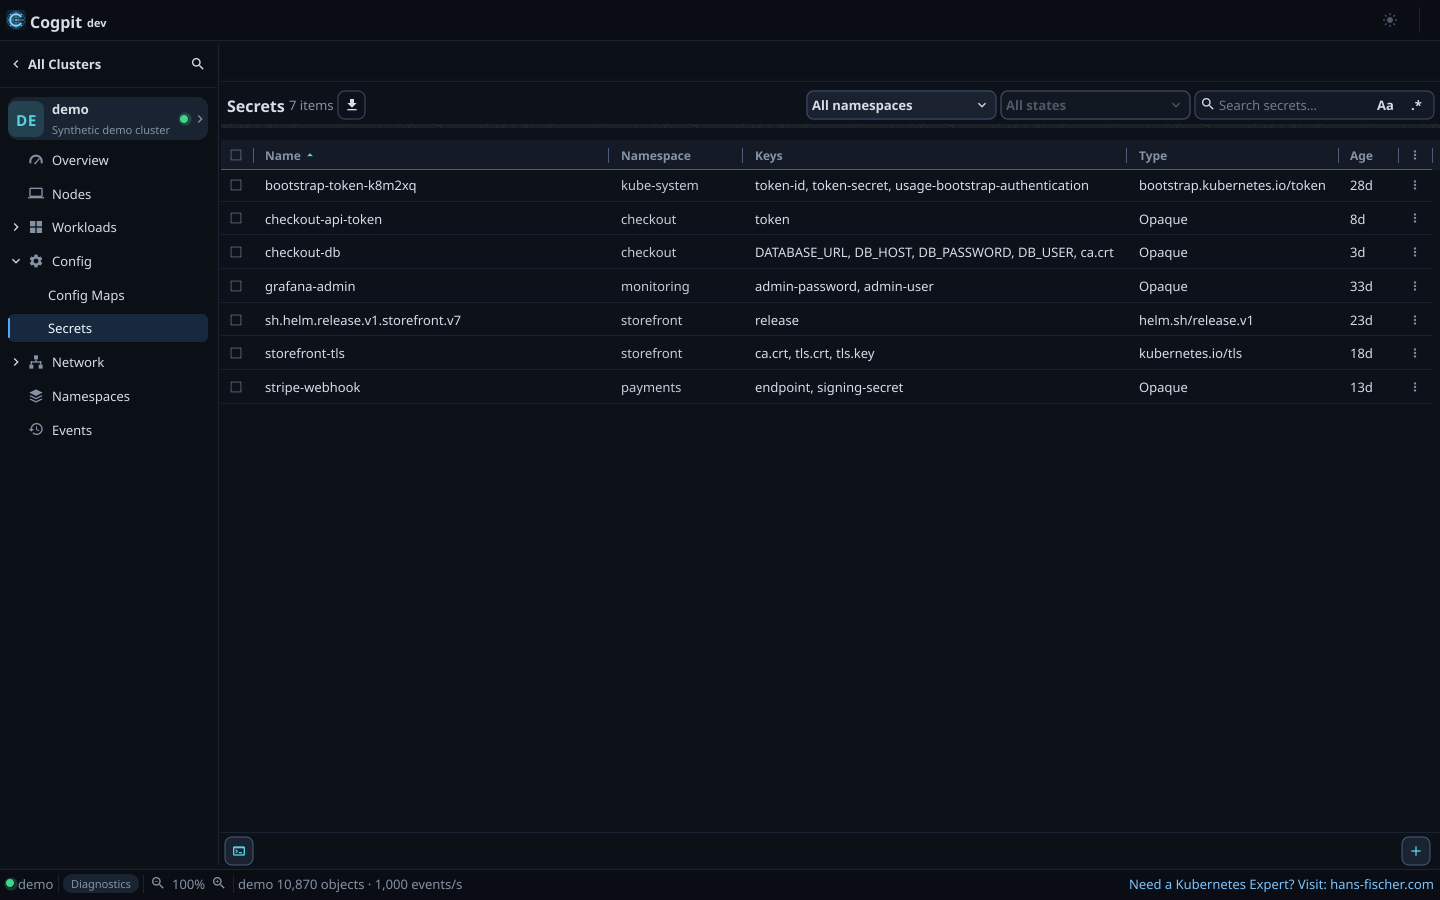 Cogpit dev
All Clusters
DE
demo
Synthetic demo cluster
Overview
Nodes
Workloads
Config
Config Maps
Secrets
Network
Namespaces
Events
Secrets 7 items
All namespaces
All states
Search secrets...
Aa
.*
Name Namespace Keys Type Age
bootstrap-token-k8m2xq kube-system token-id, token-secret, usage-bootstrap-authentication bootstrap.kubernetes.io/token 28d
checkout-api-token checkout token Opaque 8d
checkout-db checkout DATABASE_URL, DB_HOST, DB_PASSWORD, DB_USER, ca.crt Opaque 3d
grafana-admin monitoring admin-password, admin-user Opaque 33d
sh.helm.release.v1.storefront.v7 storefront release helm.sh/release.v1 23d
storefront-tls storefront ca.crt, tls.crt, tls.key kubernetes.io/tls 18d
stripe-webhook payments endpoint, signing-secret Opaque 13d
demo Diagnostics 100% demo 10,870 objects · 1,000 events/s Need a Kubernetes Expert? Visit: hans-fischer.com